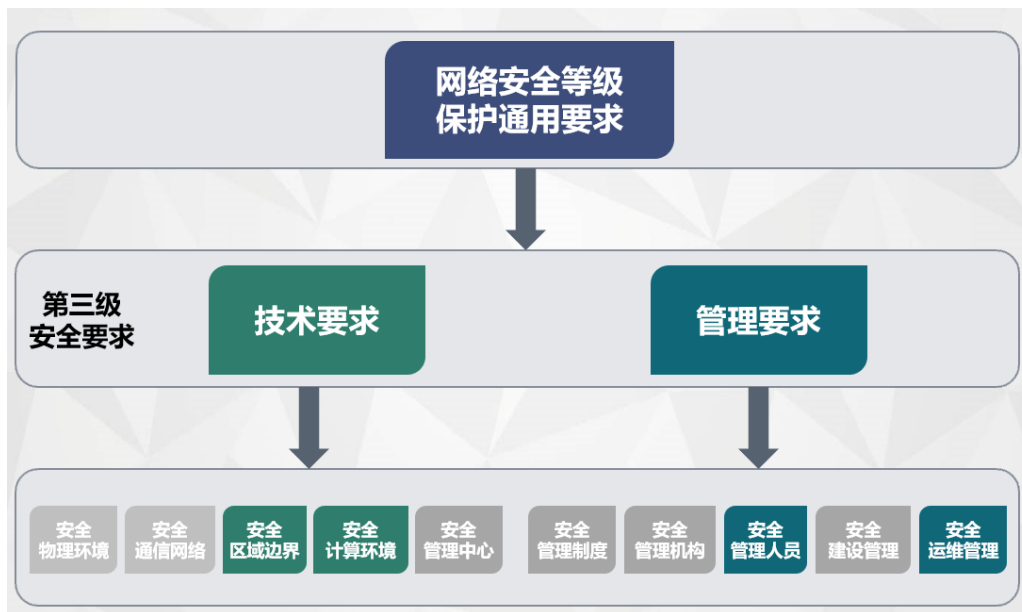 网络安全等级
保护通用要求
第三级
安全要求
技术要求
管理要求
安全
物理环境
安全
通信网络
安全
区域边界
安全
计算环境
安全
管理中心
安全
管理制度
安全
管理机构
安全
管理人员
安全
建设管理
安全
运维管理